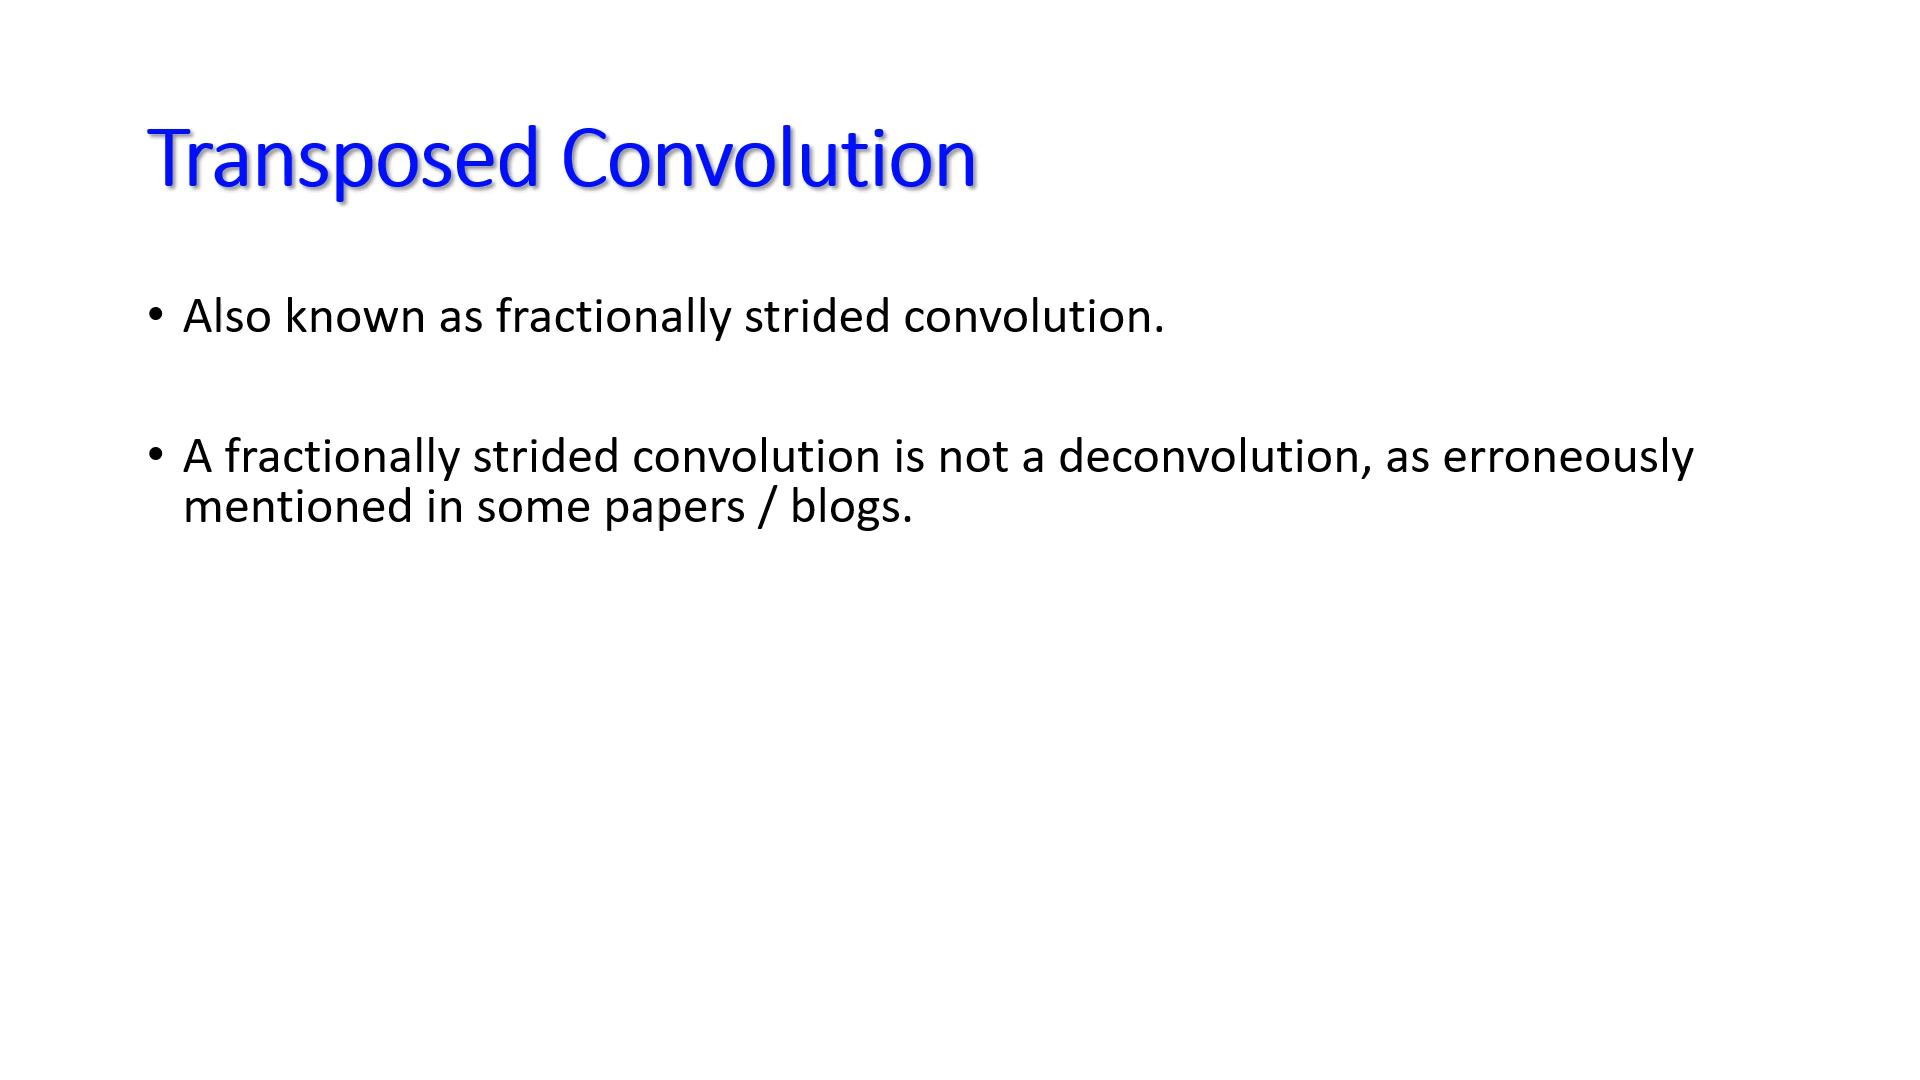 Transposed Convolution
• Also known as fractionally strided convolution.
• A fractionally strided convolution is not a deconvolution, as erroneously
mentioned in some papers / blogs.